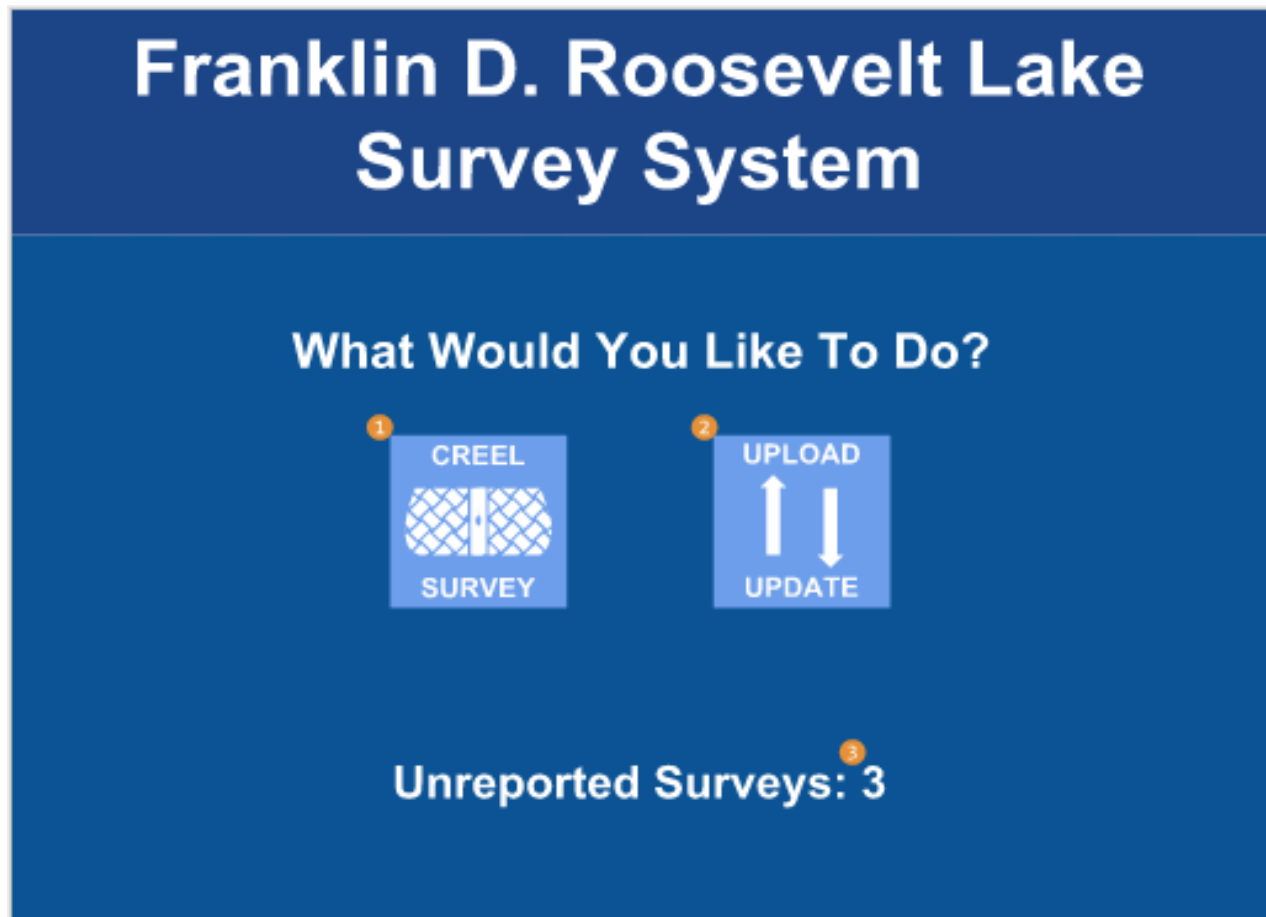 Franklin D. Roosevelt Lake
Survey System
What Would You Like To Do?
1
CREEL
SURVEY
2
UPLOAD
UPDATE
3
Unreported Surveys: 3